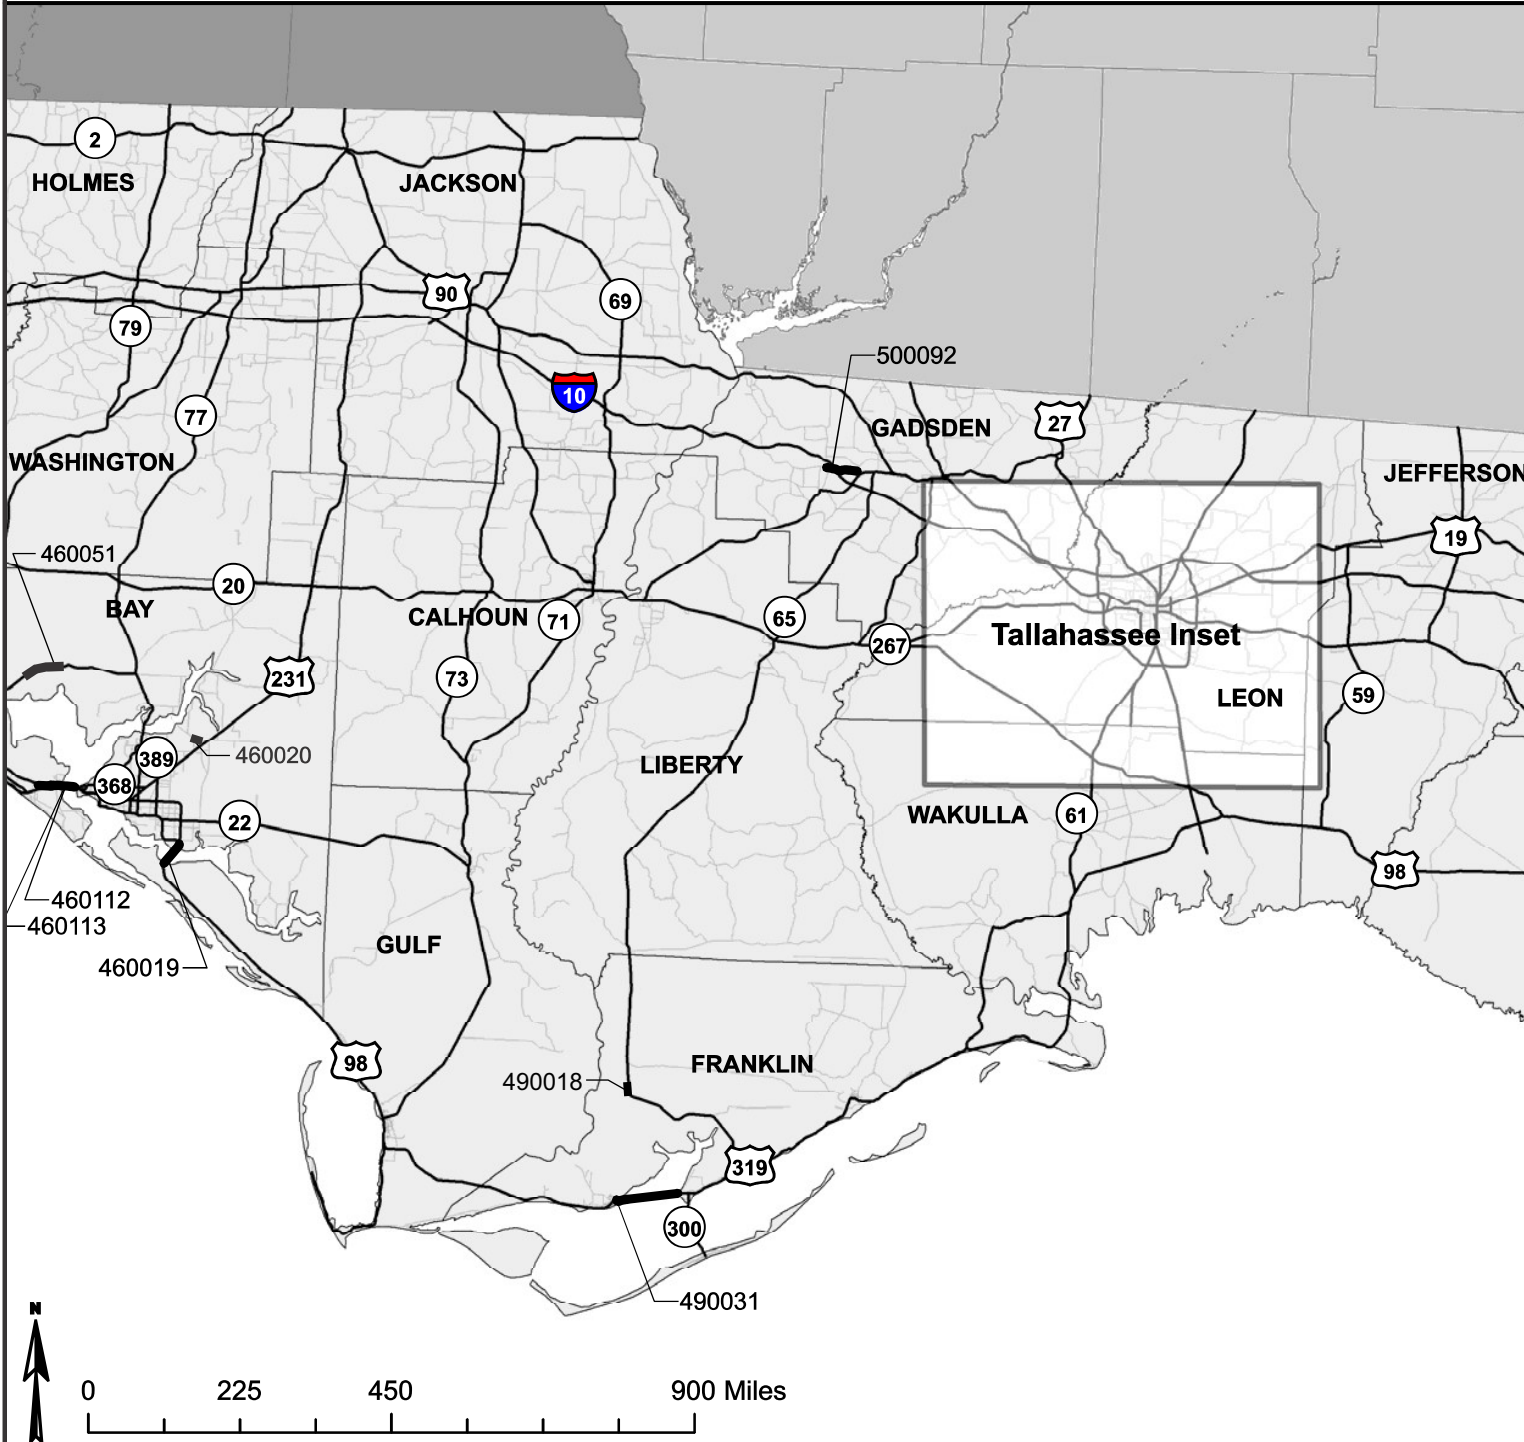 2
HOLMES
JACKSON
90
69
79
500092
10
77
27
GADSDEN
WASHINGTON
JEFFERSON
19
460051
20
BAY
CALHOUN
71
65
267
Tallahassee Inset
231
73
LEON
59
389
460020
LIBERTY
368
22
WAKULLA
61
98
460112
460113
GULF
460019
98
FRANKLIN
490018
319
300
490031
N
0 225 450 900 Miles